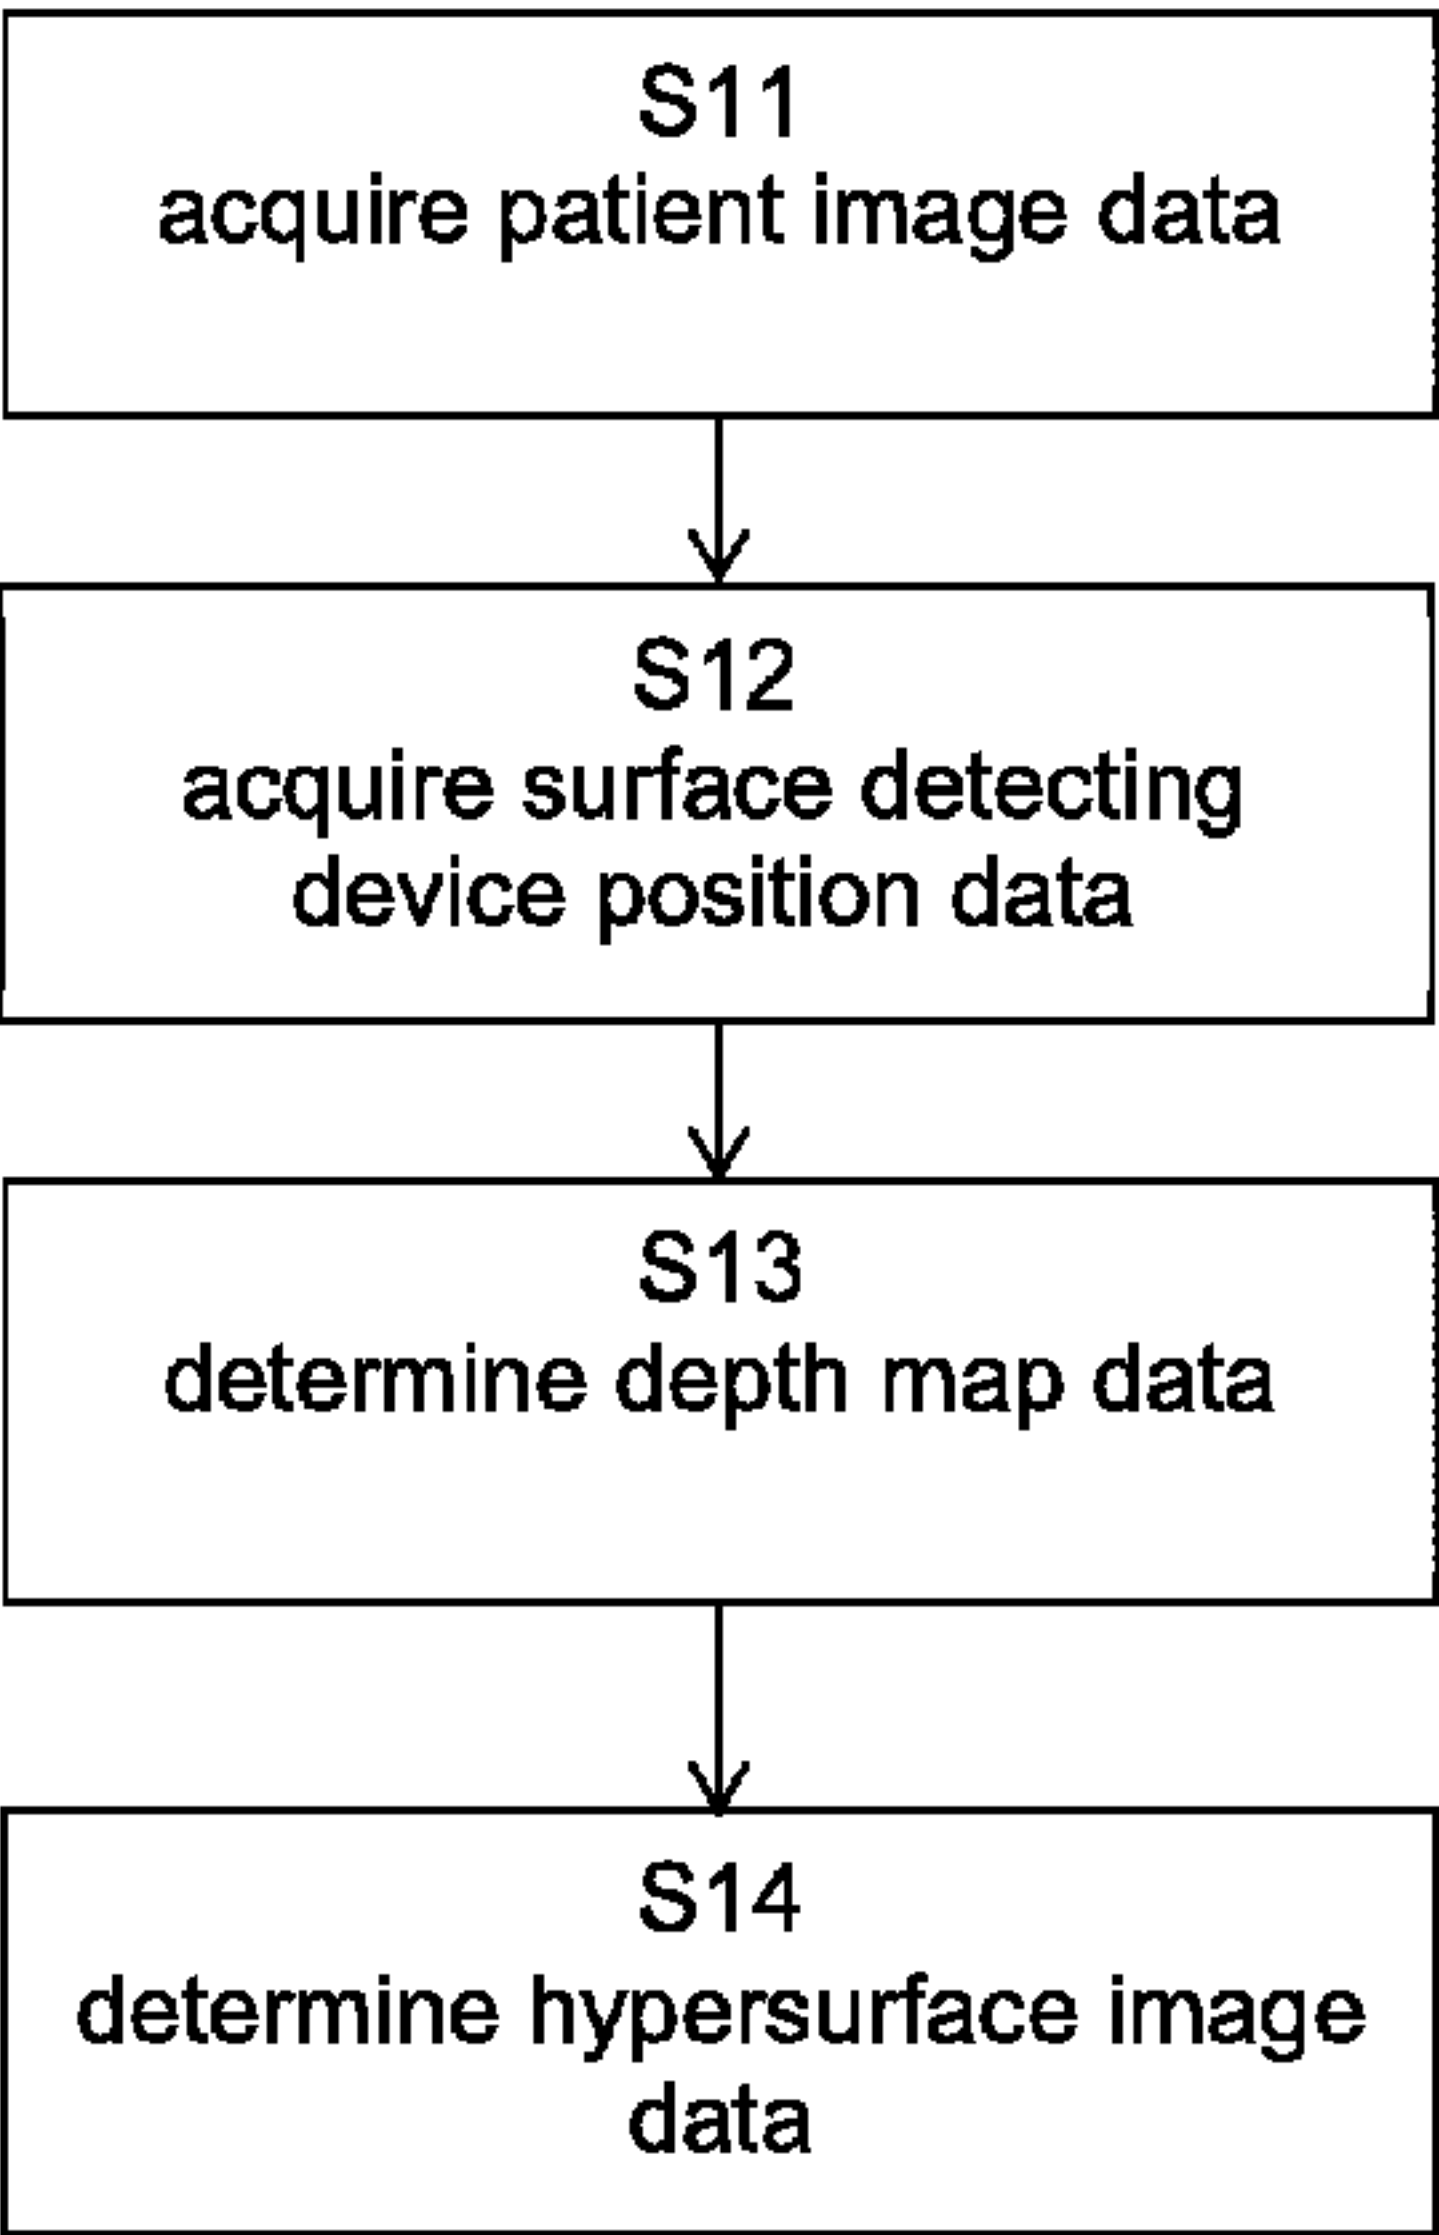 S11
acquire patient image data
S12
acquire surface detecting
device position data
S13
determine depth map data
S14
determine hypersurface image
data